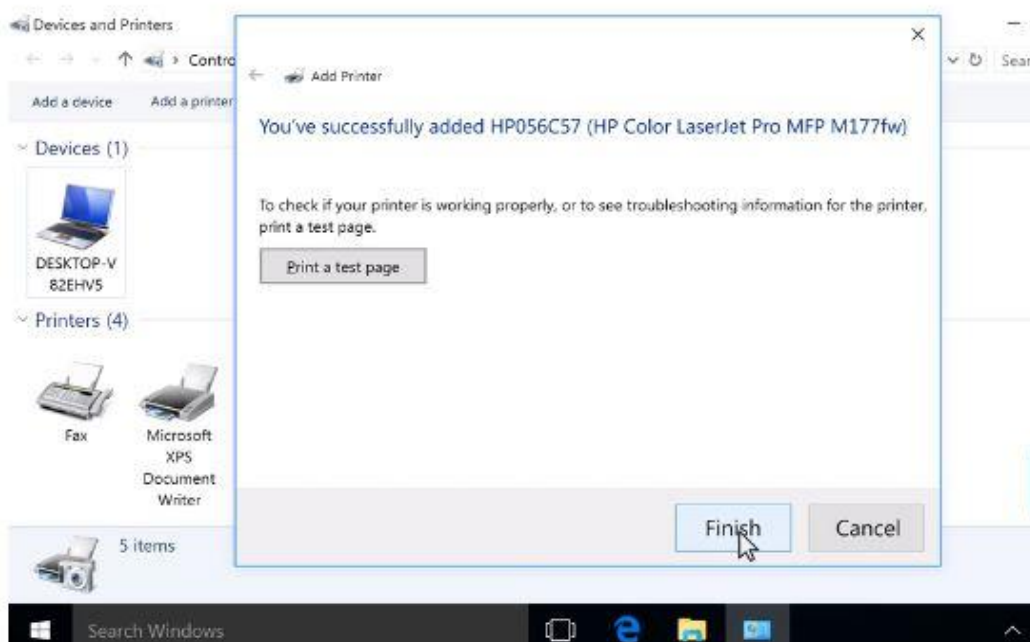 Devices and Printers
Contro
Sear
Add a device Add a printer
Devices (1)
DESKTOP-V
82EHV5
Printers (4)
Fax
Microsoft
XPS
Document
Writer
5 items
Add Printer
You've successfully added HP056C57 (HP Color LaserJet Pro MFP M177fw)
To check if your printer is working properly, or to see troubleshooting information for the printer,
print a test page.
Print a test page
Finish Cancel
Search Windows